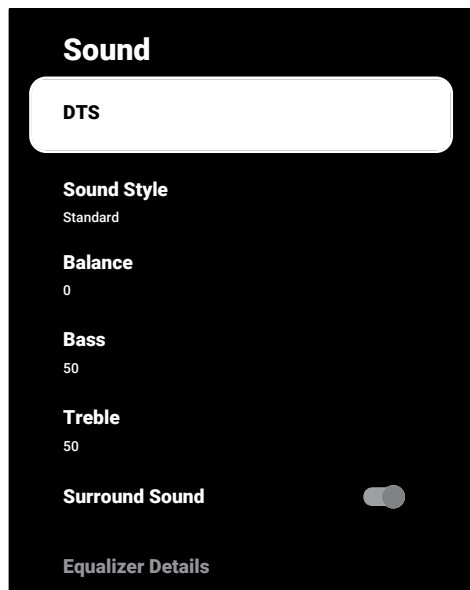 Sound
DTS
Sound Style
Standard
Balance
0
Bass
50
Treble
50
Surround Sound
Equalizer Details